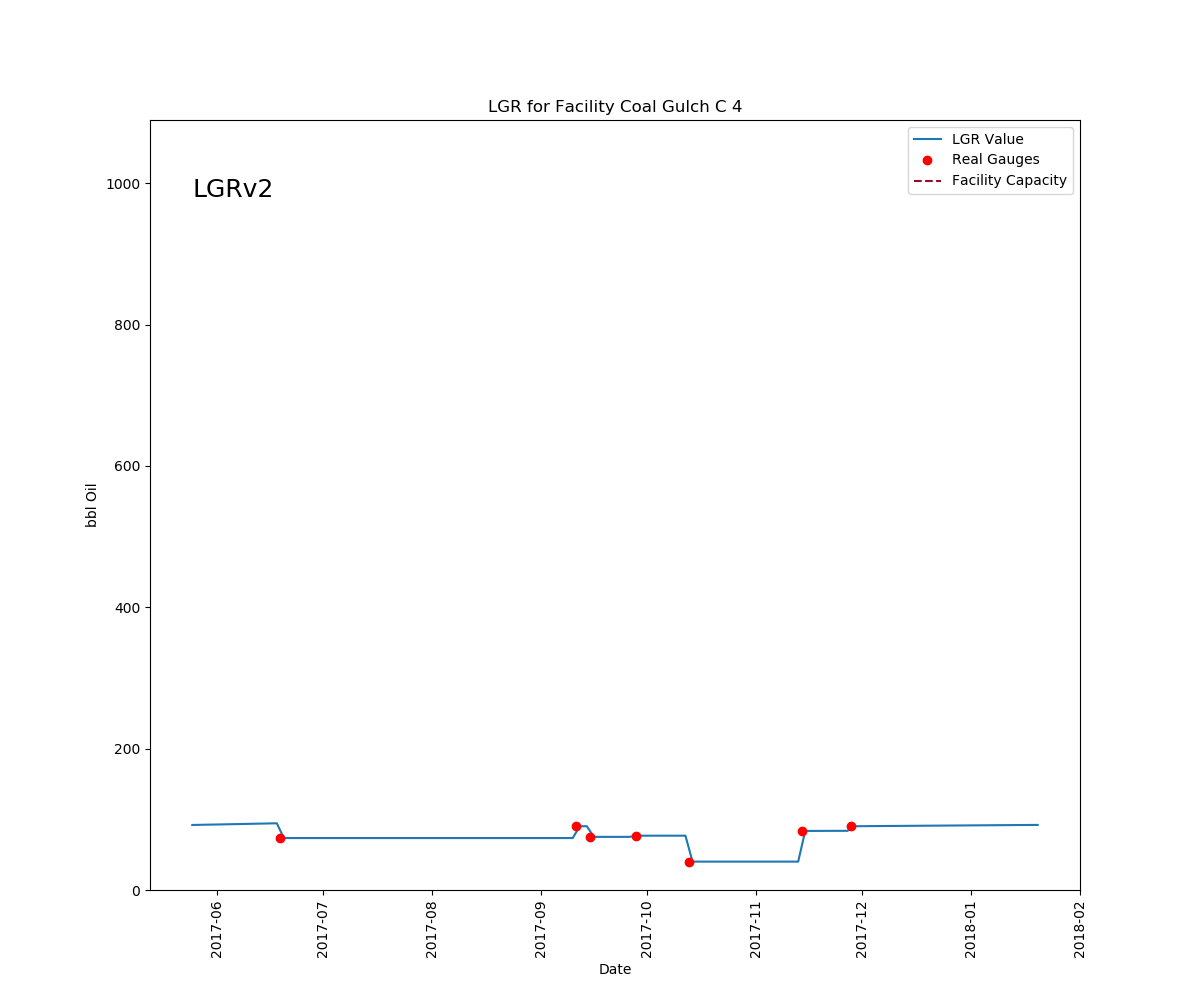 LGR for Facility Coal Gulch C 4
LGR Value
Real Gauges
Facility Capacity
LGRv2
1000
800
600
400
200
0
bbl Oil
2017-06
2017-07
2017-08
2017-09
2017-10
2017-11
2017-12
2018-01
2018-02
Date